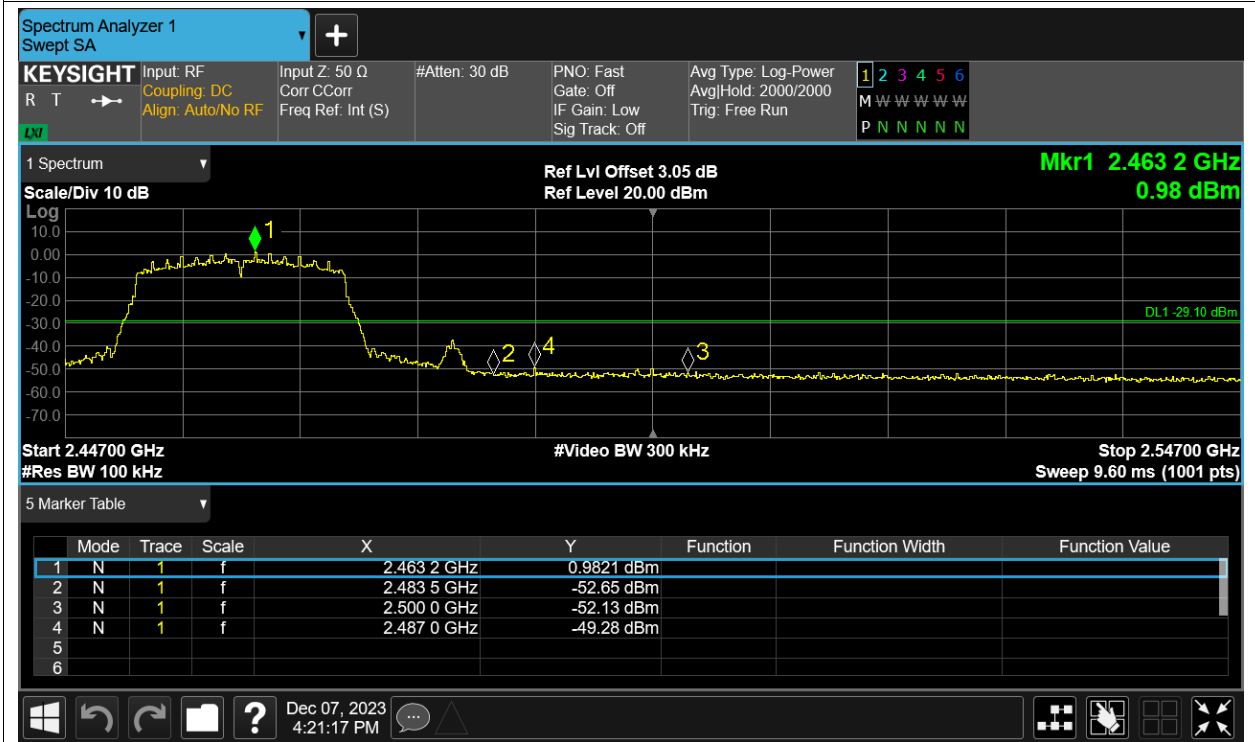 Spectrum Analyzer 1
Swept SA
+
KEYSIGHT Input: RF Input Z: 50 Ω #Atten: 30 dB PNO: Fast Avg Type: Log-Power 1 2 3 4 5 6
R T Coupling: DC Corr CCorr Gate: Off Avg|Hold: 2000/2000 M W W W W W
Align: Auto/No RF Freq Ref: Int (S) IF Gain: Low Trig: Free Run
LXI Sig Track: Off P N N N N N
1 Spectrum Ref Lvl Offset 3.05 dB Mkr1 2.463 2 GHz
Scale/Div 10 dB Ref Level 20.00 dBm 0.98 dBm
Log
10.0
0.00
-10.0
-20.0
-30.0
-40.0
-50.0
-60.0
-70.0
1
2
4
3
DL1 -29.10 dBm
Start 2.44700 GHz #Video BW 300 kHz Stop 2.54700 GHz
#Res BW 100 kHz Sweep 9.60 ms (1001 pts)
5 Marker Table
Mode Trace Scale X Y Function Function Width Function Value
1 N 1 f 2.463 2 GHz 0.9821 dBm
2 N 1 f 2.483 5 GHz -52.65 dBm
3 N 1 f 2.500 0 GHz -52.13 dBm
4 N 1 f 2.487 0 GHz -49.28 dBm
5
6
? Dec 07, 2023
4:21:17 PM